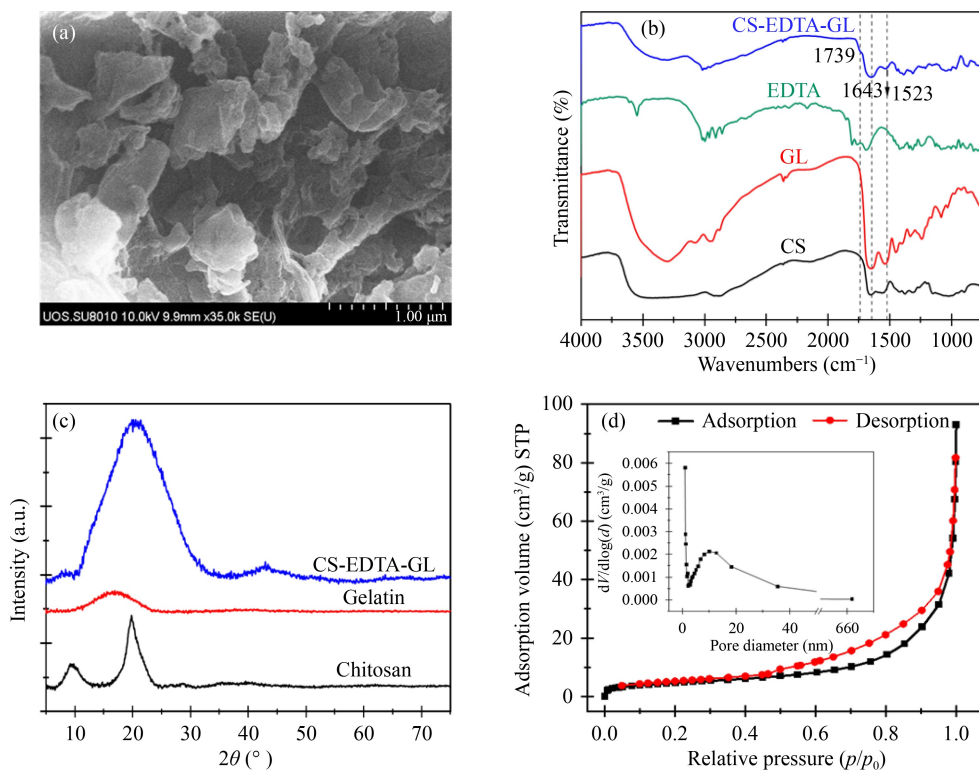 (a)
UOS.SU8010 10.0kV 9.9mm x35.0k SE(U)
1.00 μm
(b)
CS-EDTA-GL
1739
EDTA
1643
1523
GL
CS
Transmittance (%)
4000 3500 3000 2500 2000 1500 1000
Wavenumbers (cm⁻¹)
(c)
CS-EDTA-GL
Gelatin
Chitosan
Intensity (a.u.)
10 20 30 40 50 60 70
2θ (°)
(d)
Adsorption Desorption
100
80
60
40
20
0
Adsorption volume (cm³/g) STP
0.006
0.005
0.004
0.003
0.002
0.001
0.000
dV/dlog(d) (cm³/g)
0 20 40 660
Pore diameter (nm)
0.0 0.2 0.4 0.6 0.8 1.0
Relative pressure (p/p₀)